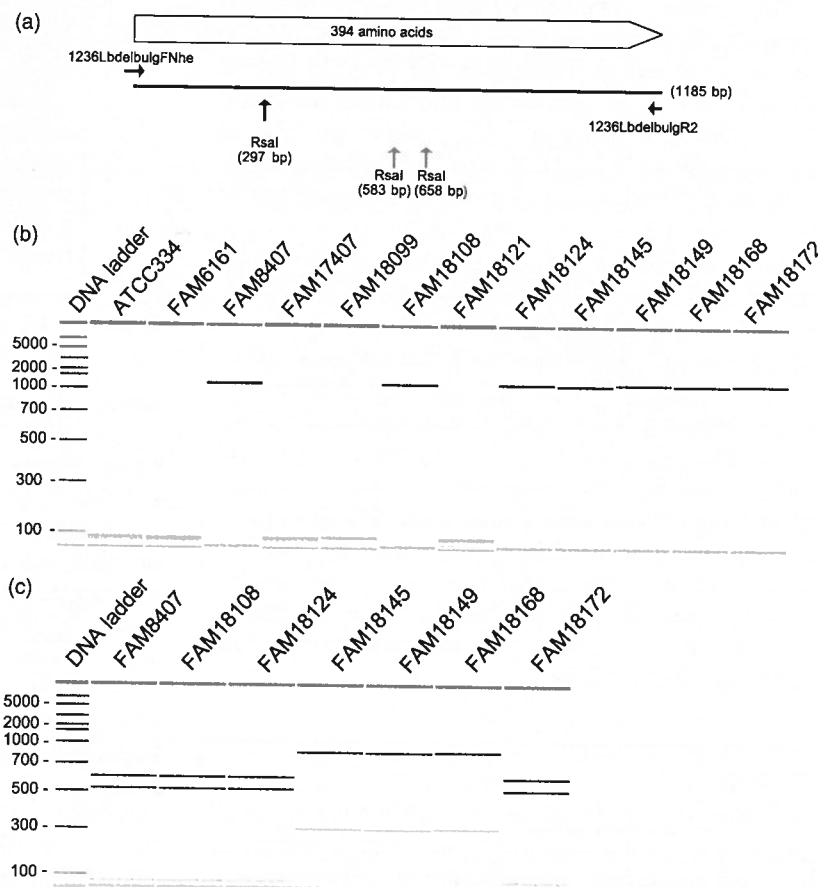 (a)
394 amino acids
1236LbdelbulgFNhe
(1185 bp)
1236LbdelbulgR2
RsaI
(297 bp)
RsaI RsaI
(583 bp) (658 bp)
(b)
DNA ladder ATCC334 FAM6161 FAM8407 FAM17407 FAM18099 FAM18108 FAM18121 FAM18124 FAM18145 FAM18149 FAM18168 FAM18172
5000 -
2000 -
1000 -
700 -
500 -
300 -
100 -
(c)
DNA ladder FAM8407 FAM18108 FAM18124 FAM18145 FAM18149 FAM18168 FAM18172
5000 -
2000 -
1000 -
700 -
500 -
300 -
100 -